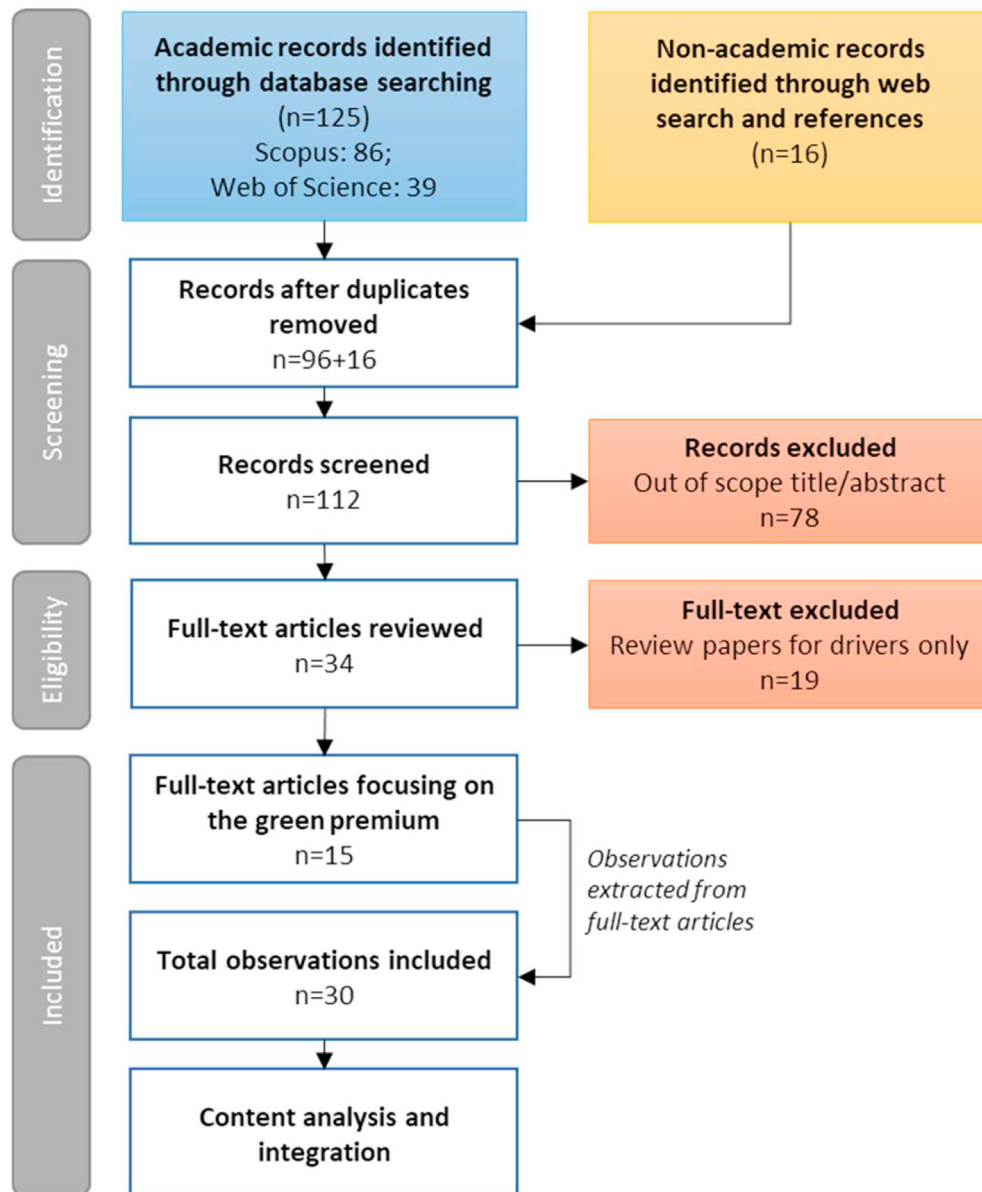 Identification
Academic records identified
through database searching
(n=125)
Scopus: 86;
Web of Science: 39
Non-academic records
identified through web
search and references
(n=16)
Screening
Records after duplicates
removed
n=96+16
Records screened
n=112
Records excluded
Out of scope title/abstract
n=78
Eligibility
Full-text articles reviewed
n=34
Full-text excluded
Review papers for drivers only
n=19
Included
Full-text articles focusing on
the green premium
n=15
Observations
extracted from
full-text articles
Total observations included
n=30
Content analysis and
integration